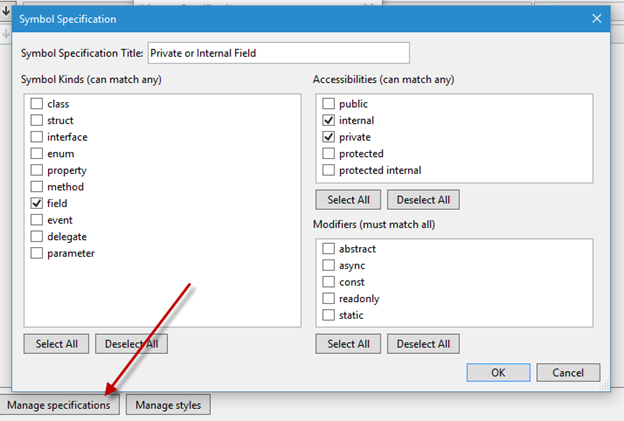 Symbol Specification
Symbol Specification Title: Private or Internal Field
Symbol Kinds (can match any)
class
struct
interface
enum
property
method
field
event
delegate
parameter
Select All Deselect All
Accessibilities (can match any)
public
internal
private
protected
protected internal
Select All Deselect All
Modifiers (must match all)
abstract
async
const
readonly
static
Select All Deselect All
OK Cancel
Manage specifications Manage styles